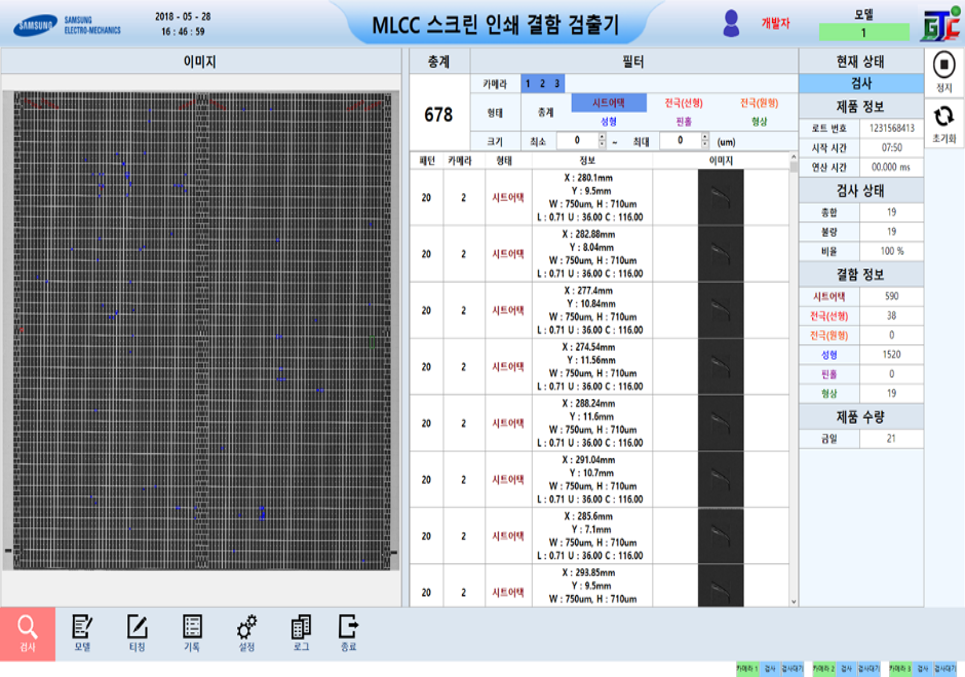 SAMSUNG
SAMSUNG
ELECTRO-MECHANICS
2018 - 05 - 28
16 : 46 : 59
MLCC 스크린 인쇄 결함 검출기
개발자
모델
1
GTC
이미지
총계
678
필터
카메라 1 2 3
형태 총계 시트어택 전극(선형) 전극(원형)
성형 핀홀 형상
크기 최소 0 ~ 최대 0 (um)
패턴 카메라 형태 정보 이미지
20 2 시트어택
X : 280.1mm
Y : 9.5mm
W : 750um, H : 710um
L : 0.71 U : 36.00 C : 116.00
20 2 시트어택
X : 282.88mm
Y : 8.04mm
W : 750um, H : 710um
L : 0.71 U : 36.00 C : 116.00
20 2 시트어택
X : 277.4mm
Y : 10.84mm
W : 750um, H : 710um
L : 0.71 U : 36.00 C : 116.00
20 2 시트어택
X : 274.54mm
Y : 11.56mm
W : 750um, H : 710um
L : 0.71 U : 36.00 C : 116.00
20 2 시트어택
X : 288.24mm
Y : 11.6mm
W : 750um, H : 710um
L : 0.71 U : 36.00 C : 116.00
20 2 시트어택
X : 291.04mm
Y : 10.7mm
W : 750um, H : 710um
L : 0.71 U : 36.00 C : 116.00
20 2 시트어택
X : 285.6mm
Y : 7.1mm
W : 750um, H : 710um
L : 0.71 U : 36.00 C : 116.00
20 2 시트어택
X : 293.85mm
Y : 9.5mm
W : 750um, H : 710um
현재 상태
검사
제품 정보
로트 번호 1231568413
시작 시간 07:50
연산 시간 00.000 ms
검사 상태
종합 19
불량 19
비율 100 %
결함 정보
시트어택 590
전극(선형) 38
전극(원형) 0
성형 1520
핀홀 0
형상 19
제품 수량
금일 21
정지
초기화
검사 모델 티칭 기록 설정 로그 종료
카메라 1 검사 검사대기 카메라 2 검사 검사대기 카메라 3 검사 검사대기